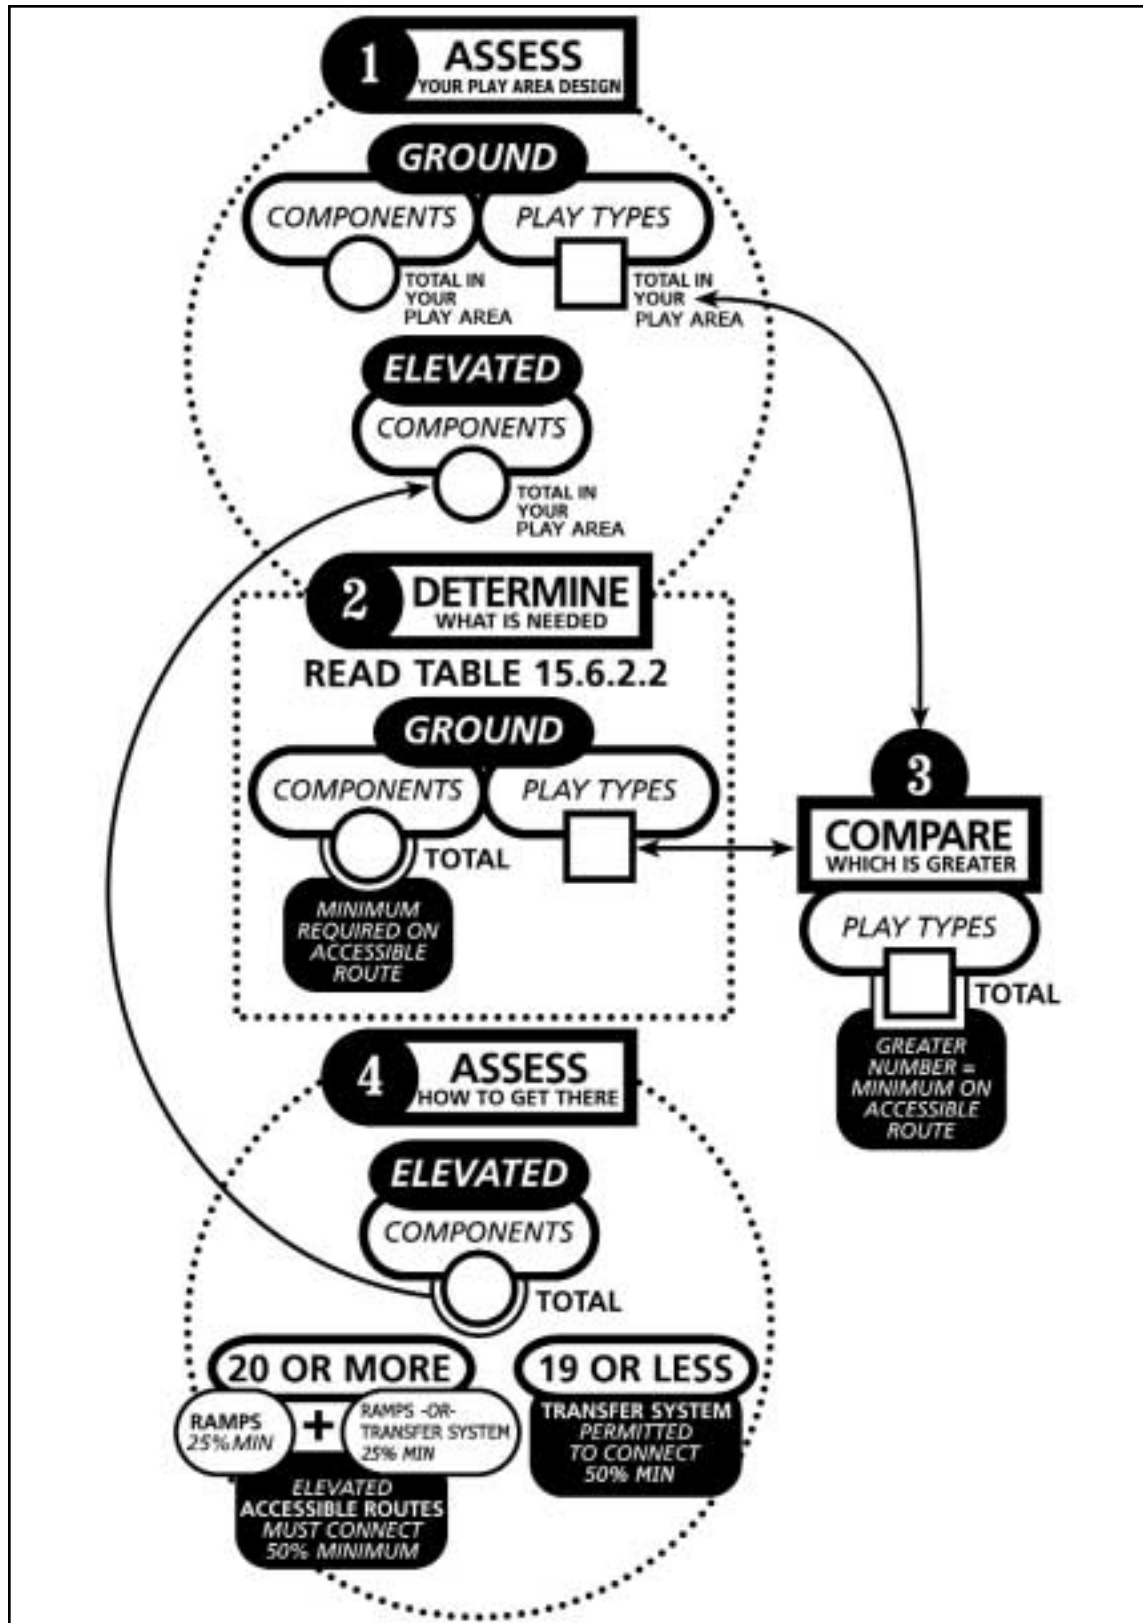 1
ASSESS
YOUR PLAY AREA DESIGN
GROUND
COMPONENTS
PLAY TYPES
TOTAL IN
YOUR
PLAY AREA
TOTAL IN
YOUR
PLAY AREA
ELEVATED
COMPONENTS
TOTAL IN
YOUR
PLAY AREA
2
DETERMINE
WHAT IS NEEDED
READ TABLE 15.6.2.2
GROUND
COMPONENTS
PLAY TYPES
TOTAL
MINIMUM
REQUIRED ON
ACCESSIBLE
ROUTE
3
COMPARE
WHICH IS GREATER
PLAY TYPES
TOTAL
GREATER
NUMBER =
MINIMUM ON
ACCESSIBLE
ROUTE
4
ASSESS
HOW TO GET THERE
ELEVATED
COMPONENTS
TOTAL
20 OR MORE
RAMPS
25% MIN
+
RAMPS -OR-
TRANSFER SYSTEM
25% MIN
ELEVATED
ACCESSIBLE ROUTES
MUST CONNECT
50% MINIMUM
19 OR LESS
TRANSFER SYSTEM
PERMITTED
TO CONNECT
50% MIN